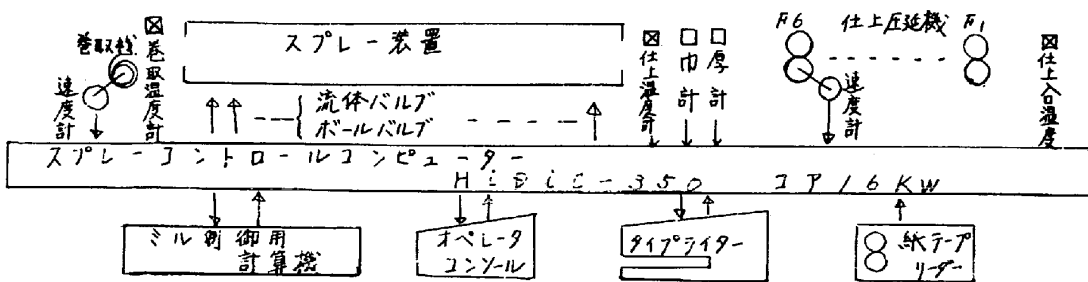 巻取機
速度計
巻取温度計
スプレー装置
流体バルブ
ボールバルブ
仕上温度計
巾計
厚計
F6
仕上圧延機
F1
速度計
仕上入口温度
スプレーコントロールコンピューター
HiDiC-350 コア16KW
ミル制御用
計算機
オペレータ
コンソール
タイプライター
紙テープ
リーダー